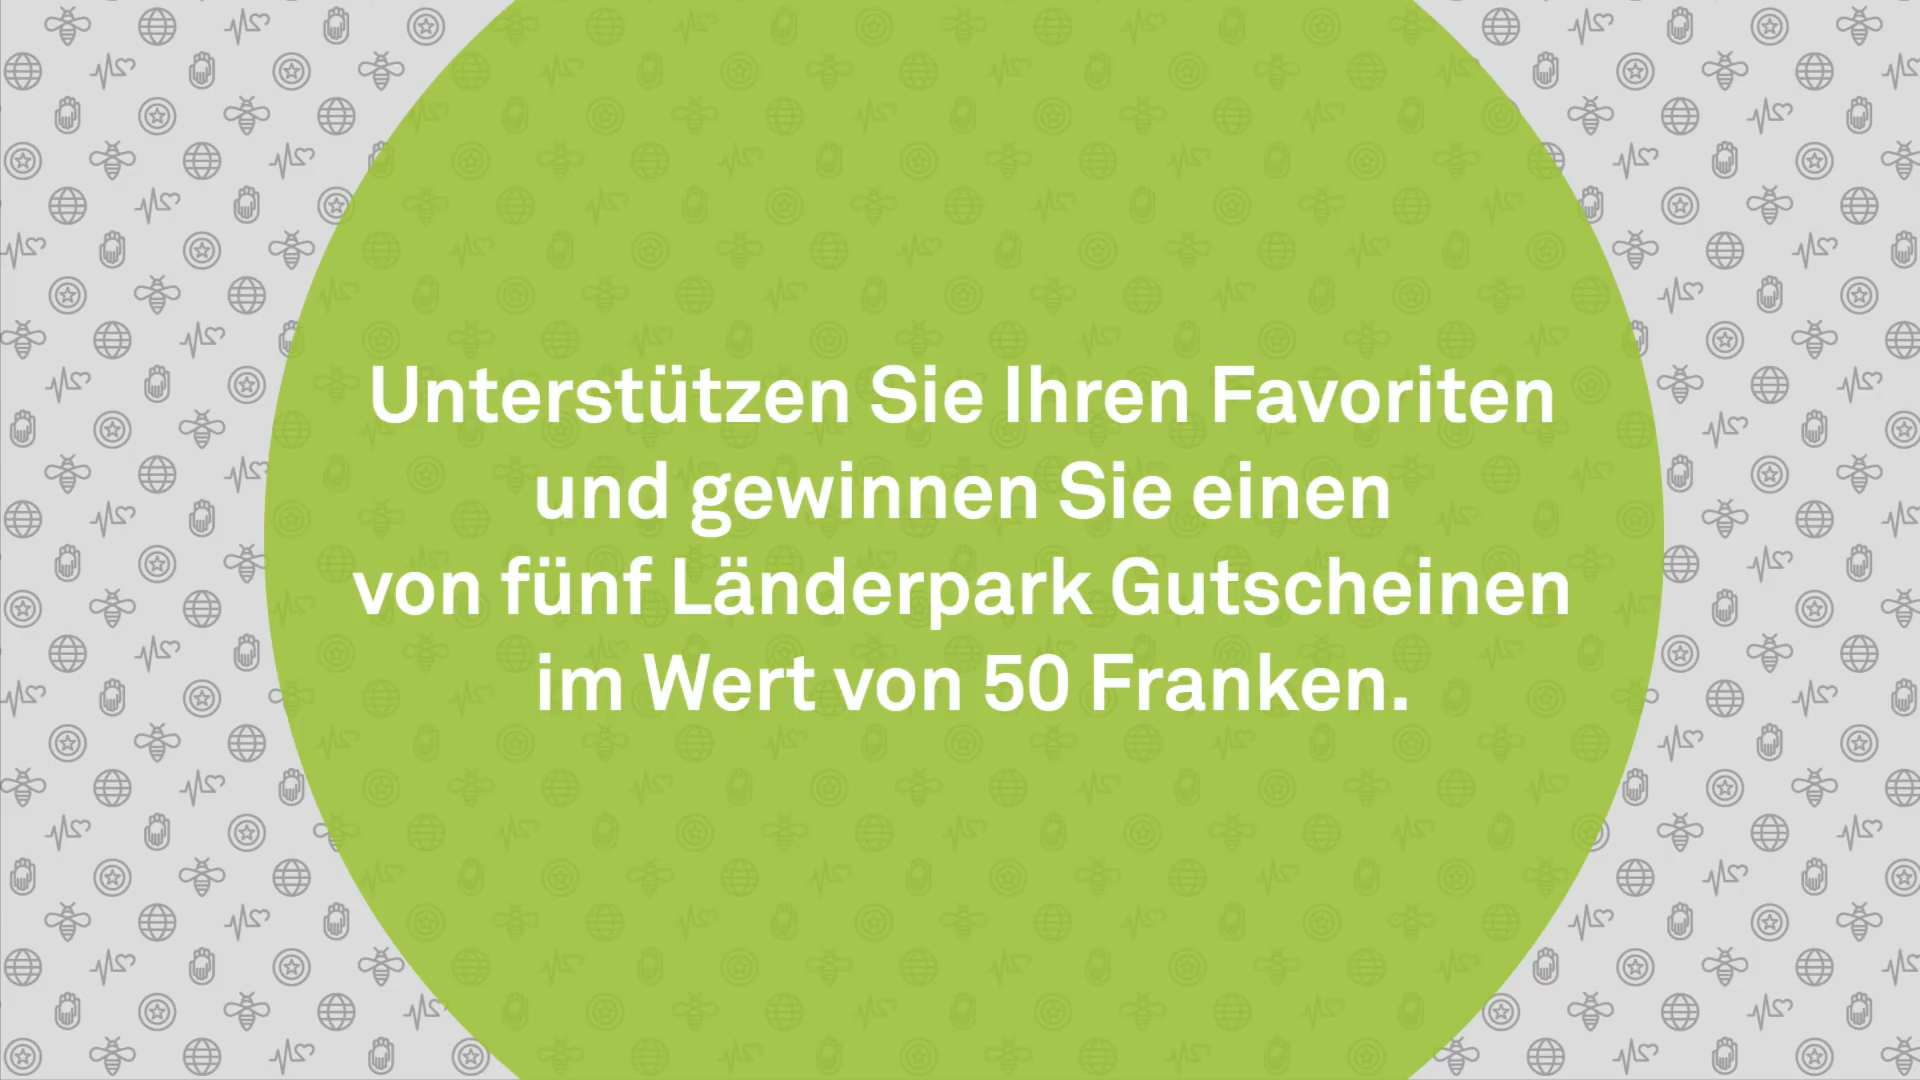 Unterstützen Sie Ihren Favoriten
und gewinnen Sie einen
von fünf Länderpark Gutscheinen
im Wert von 50 Franken.